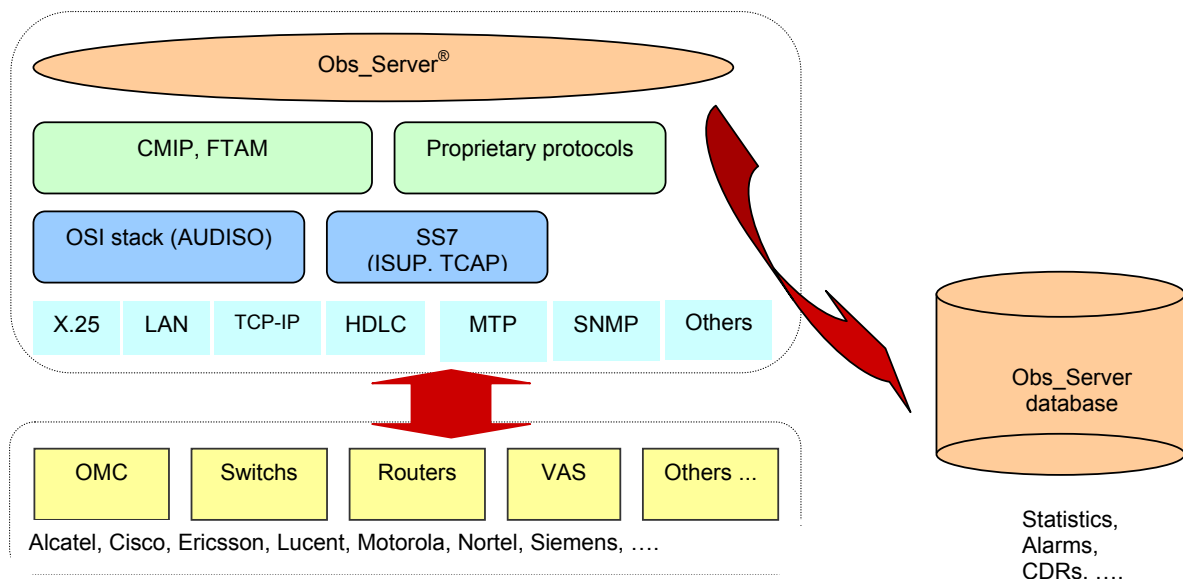 Obs_Server®
CMIP, FTAM
Proprietary protocols
OSI stack (AUDISO)
SS7
(ISUP, TCAP)
X.25
LAN
TCP-IP
HDLC
MTP
SNMP
Others
Obs_Server
database
OMC
Switchs
Routers
VAS
Others ...
Alcatel, Cisco, Ericsson, Lucent, Motorola, Nortel, Siemens, ….
Statistics,
Alarms,
CDRs, ….